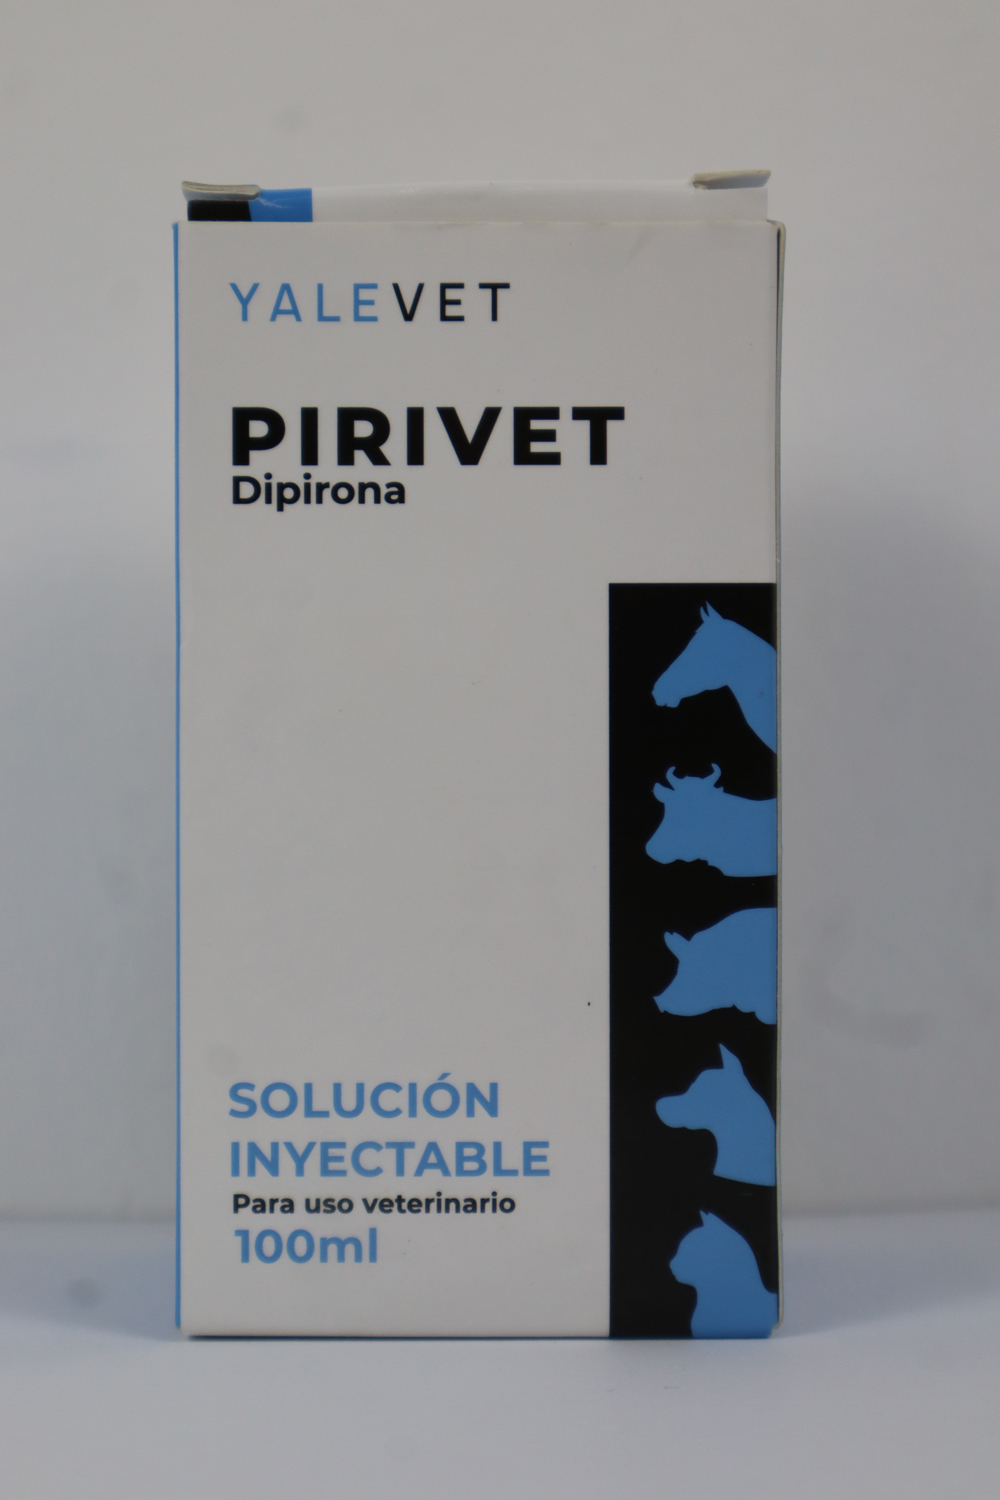 YALEVET
PIRIVET
Dipirona
SOLUCIÓN
INYECTABLE
Para uso veterinario
100ml